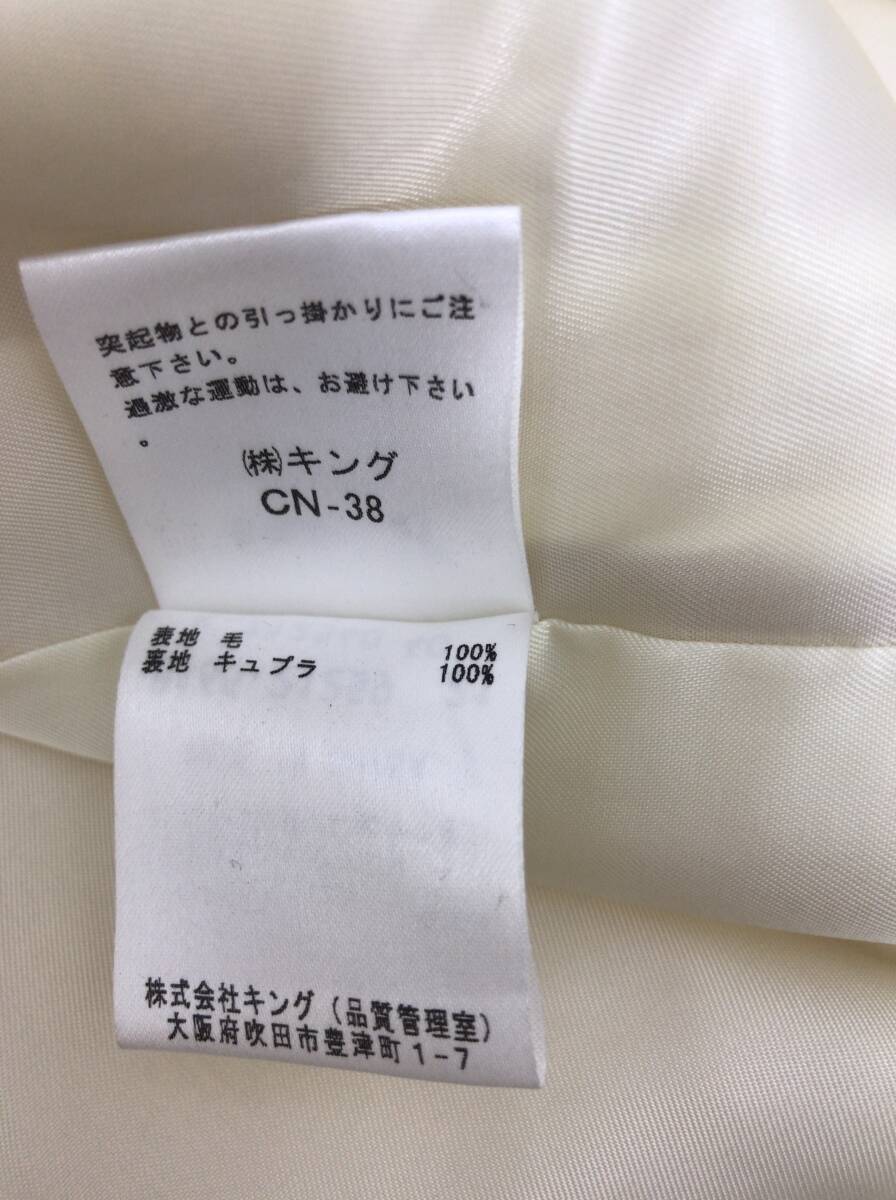 突起物との引っ掛かりにご注
意下さい。
過激な運動は、お避け下さい
。
㈱キング
CN-38
表地 毛 100%
裏地 キュプラ 100%
株式会社キング(品質管理室)
大阪府吹田市豊津町1-7